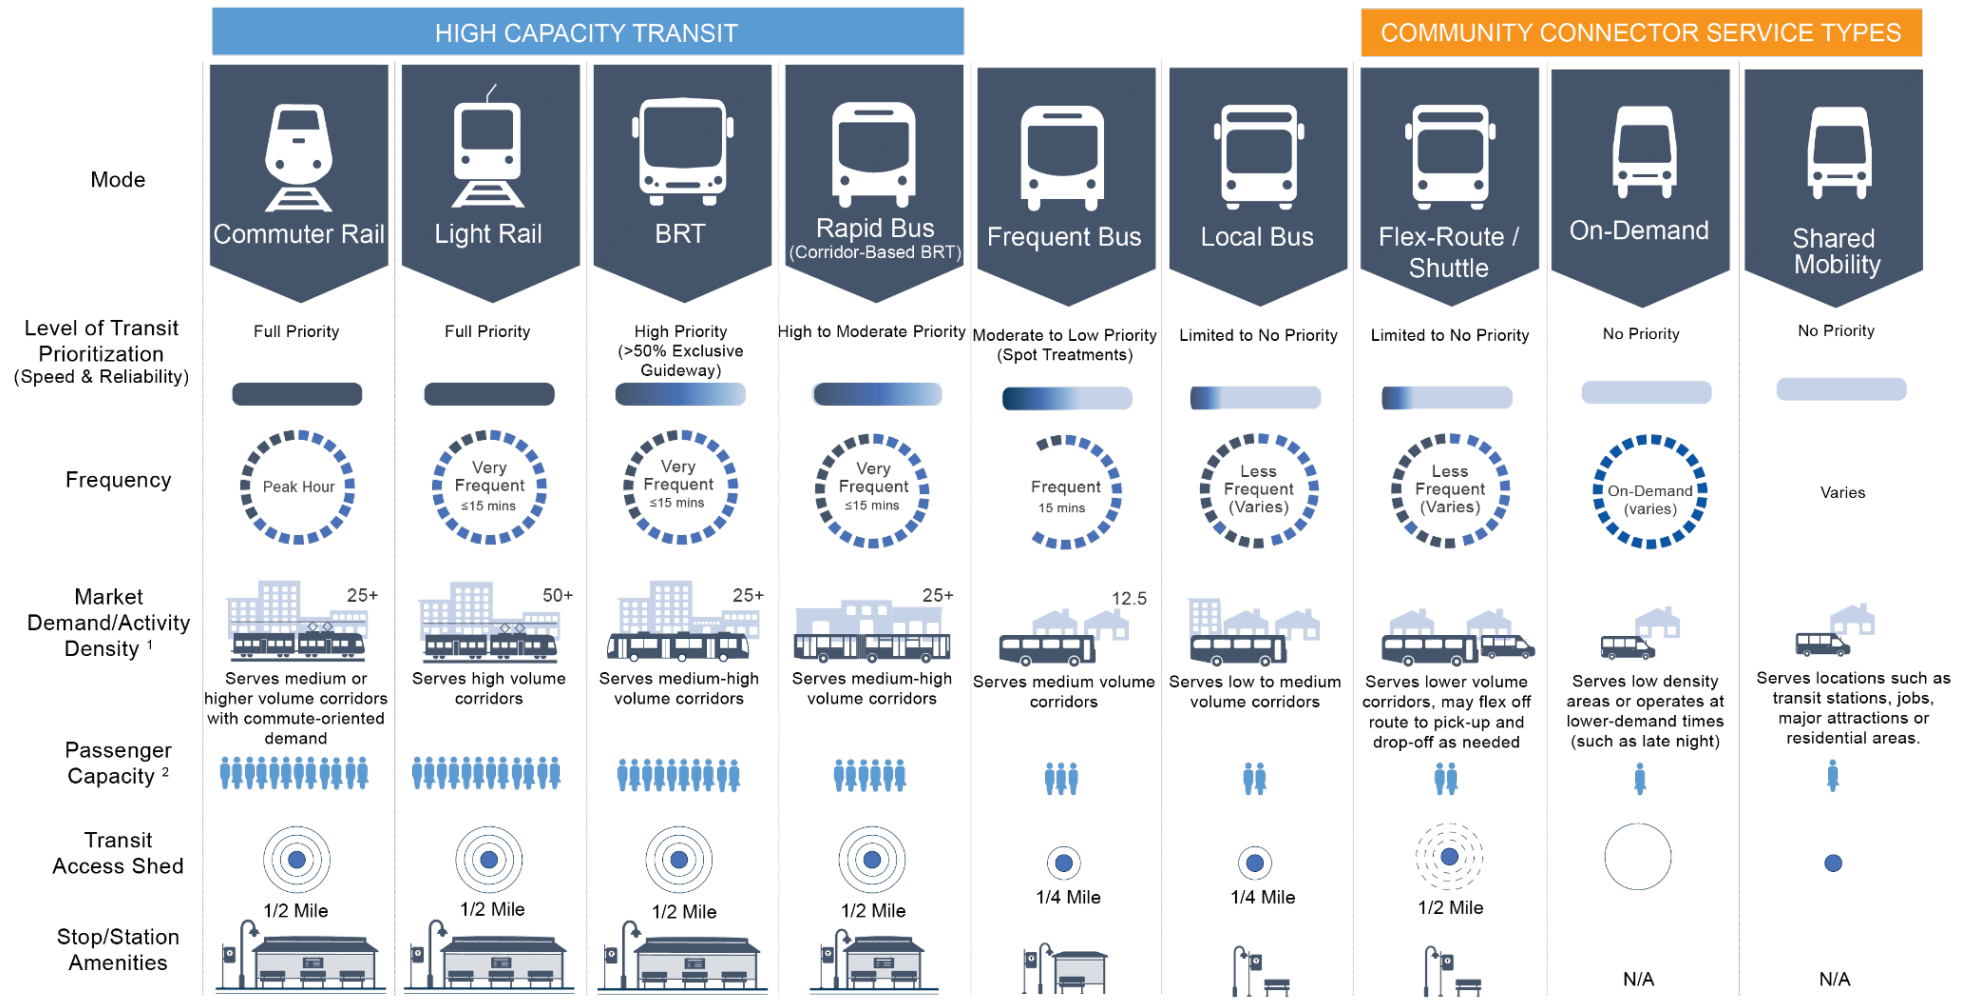 HIGH CAPACITY TRANSIT
COMMUNITY CONNECTOR SERVICE TYPES
Mode
Commuter Rail
Light Rail
BRT
Rapid Bus
(Corridor-Based BRT)
Frequent Bus
Local Bus
Flex-Route /
Shuttle
On-Demand
Shared
Mobility
Level of Transit
Prioritization
(Speed & Reliability)
Full Priority
Full Priority
High Priority
(>50% Exclusive
Guideway)
High to Moderate Priority
Moderate to Low Priority
(Spot Treatments)
Limited to No Priority
Limited to No Priority
No Priority
No Priority
Frequency
Peak Hour
Very
Frequent
≤15 mins
Very
Frequent
≤15 mins
Very
Frequent
≤15 mins
Frequent
15 mins
Less
Frequent
(Varies)
Less
Frequent
(Varies)
On-Demand
(varies)
Varies
Market
Demand/Activity
Density 1
25+
Serves medium or
higher volume corridors
with commute-oriented
demand
50+
Serves high volume
corridors
25+
Serves medium-high
volume corridors
25+
Serves medium-high
volume corridors
12.5
Serves medium volume
corridors
Serves low to medium
volume corridors
Serves lower volume
corridors, may flex off
route to pick-up and
drop-off as needed
Serves low density
areas or operates at
lower-demand times
(such as late night)
Serves locations such as
transit stations, jobs,
major attractions or
residential areas.
Passenger
Capacity 2
Transit
Access Shed
1/2 Mile
1/2 Mile
1/2 Mile
1/2 Mile
1/4 Mile
1/4 Mile
1/2 Mile
Stop/Station
Amenities
N/A
N/A